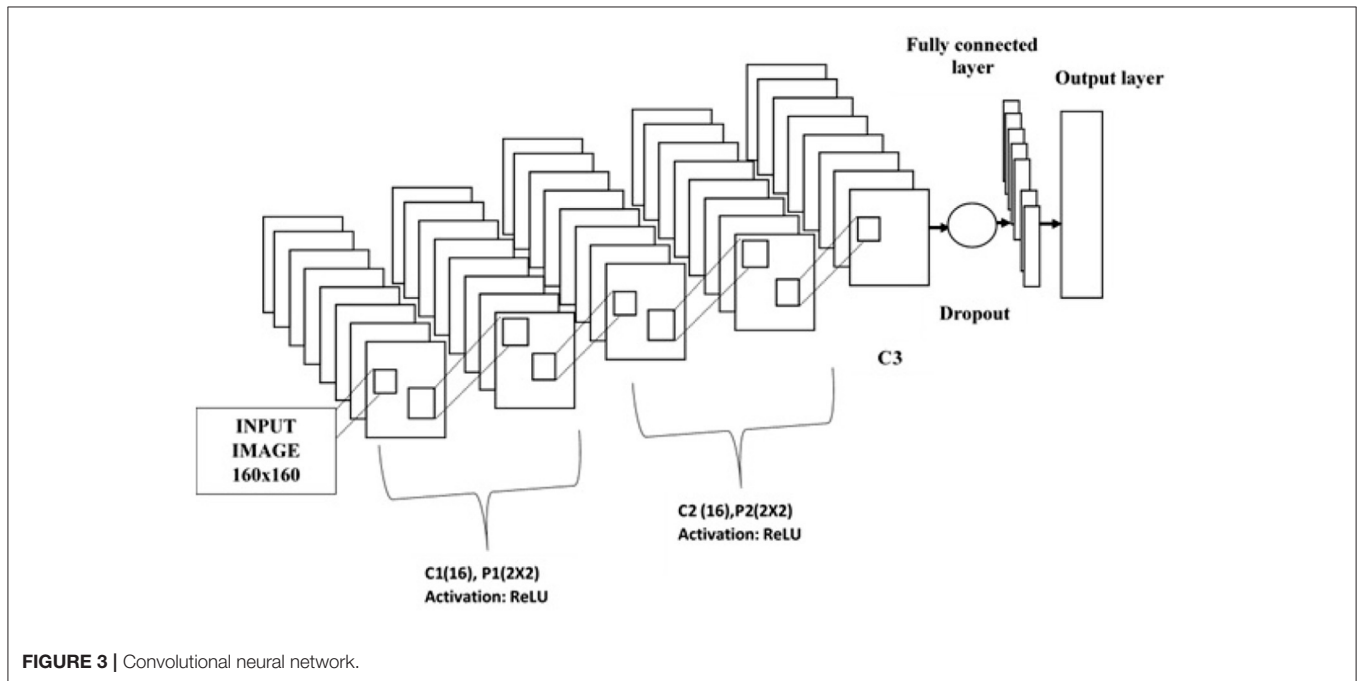 Fully connected
layer
Output layer
Dropout
C3
INPUT
IMAGE
160x160
C2 (16),P2(2X2)
Activation: ReLU
C1(16), P1(2X2)
Activation: ReLU
FIGURE 3 | Convolutional neural network.